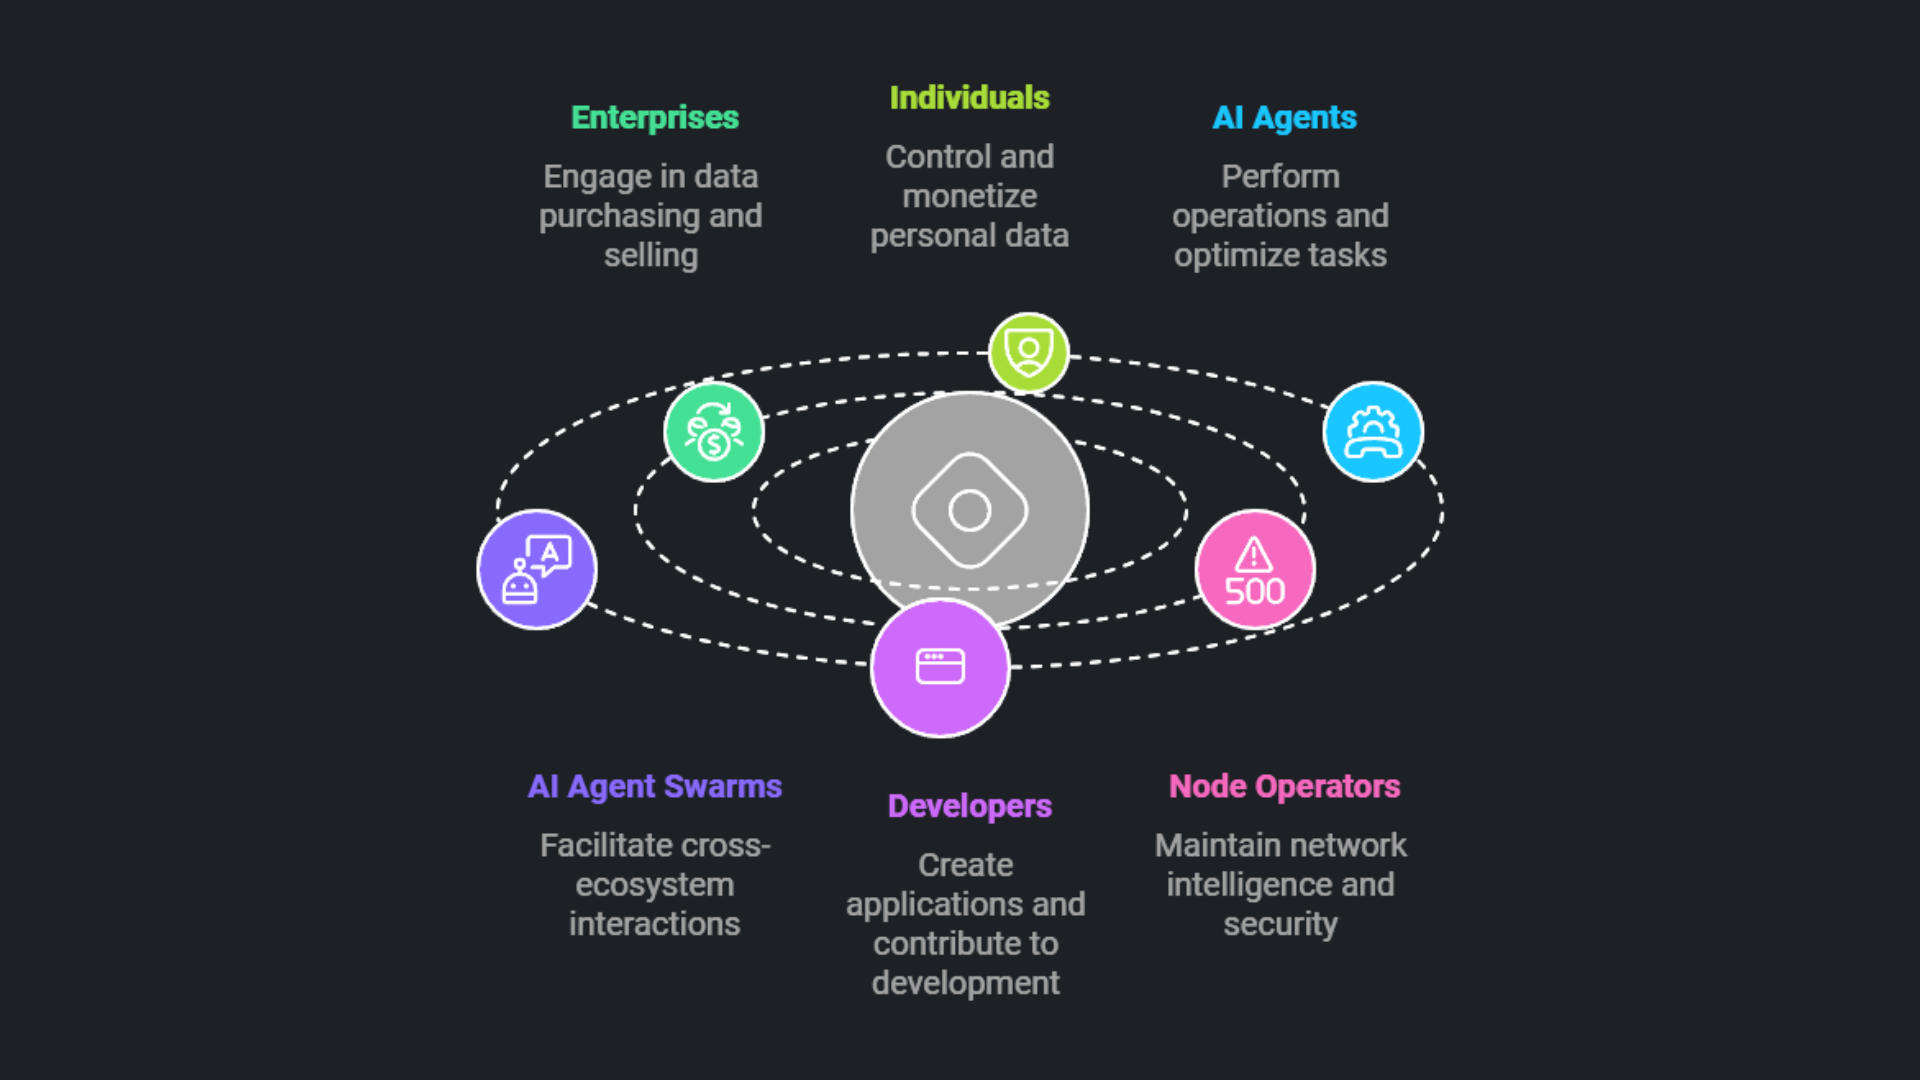 Individuals
Control and
monetize
personal data
Enterprises
Engage in data
purchasing and
selling
AI Agents
Perform
operations and
optimize tasks
A
$
500
AI Agent Swarms
Facilitate cross-
ecosystem
interactions
Developers
Create
applications and
contribute to
development
Node Operators
Maintain network
intelligence and
security